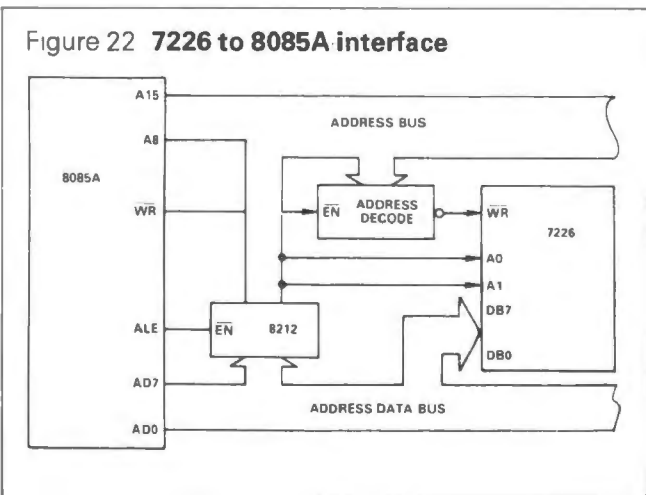 Figure 22 7226 to 8085A interface
A15
ADDRESS BUS
A8
8085A
EN
ADDRESS
DECODE
WR
WR
7226
A0
A1
DB7
ALE
EN
8212
DB0
AD7
ADDRESS DATA BUS
AD0